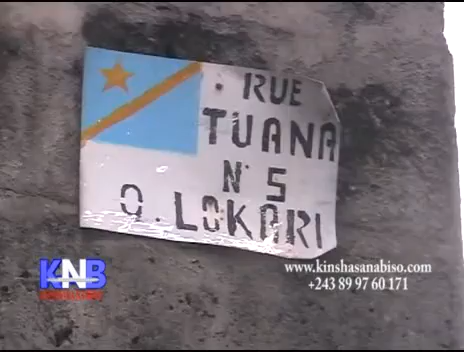 RUE
TUANA
N° 5
Q. LOKARI
KNB
www.kinshasanabiso.com
+243 89 97 60 171